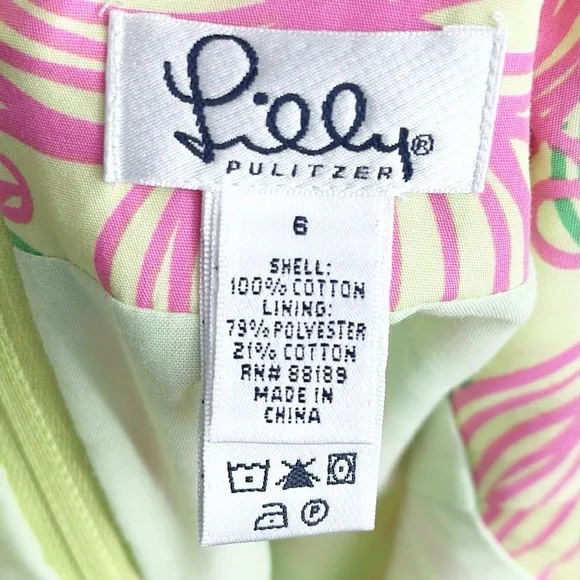 Lilly®
PULITZER
6
SHELL:
100% COTTON
LINING:
79% POLYESTER
21% COTTON
RN# 88189
MADE IN
CHINA
P